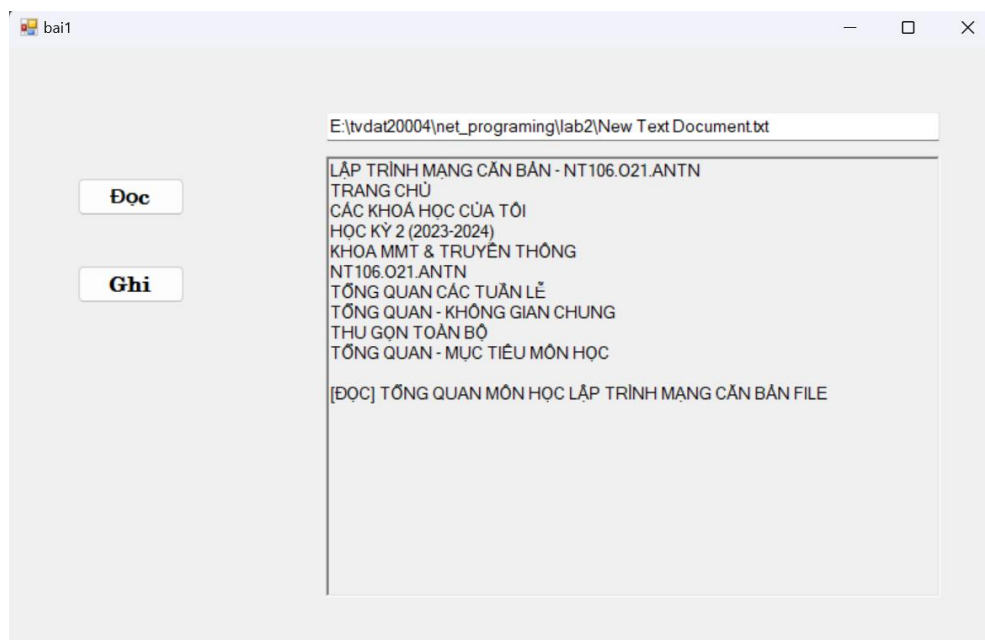 bai1
E:\tvdat20004\net_programing\lab2\New Text Document.txt
Đọc
Ghi
LẬP TRÌNH MẠNG CĂN BẢN - NT106.O21.ANTN
TRANG CHỦ
CÁC KHOÁ HỌC CỦA TÔI
HỌC KỲ 2 (2023-2024)
KHOA MMT & TRUYỀN THÔNG
NT106.O21.ANTN
TỔNG QUAN CÁC TUẦN LỄ
TỔNG QUAN - KHÔNG GIAN CHUNG
THU GỌN TOÀN BỘ
TỔNG QUAN - MỤC TIÊU MÔN HỌC
[ĐỌC] TỔNG QUAN MÔN HỌC LẬP TRÌNH MẠNG CĂN BẢN FILE